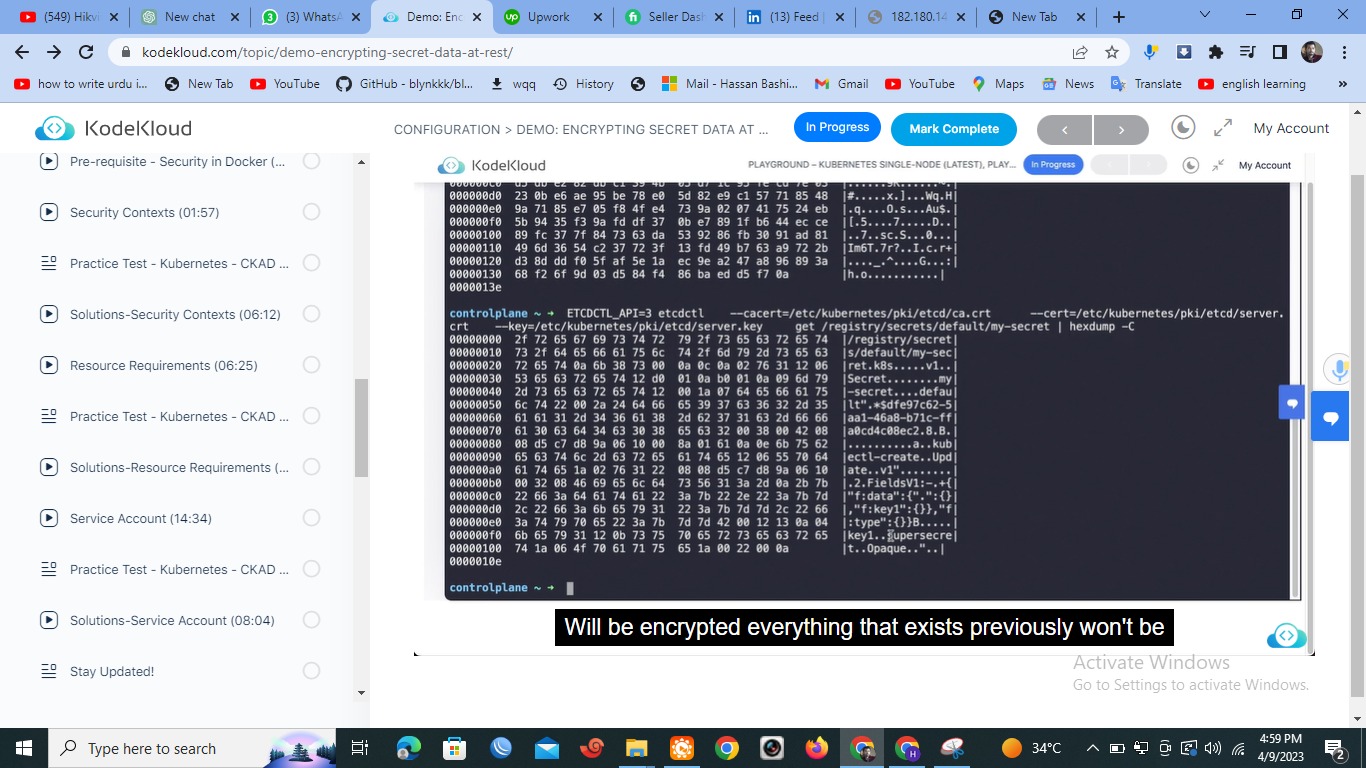 (549) Hikvi
New chat
(3) WhatsA
Demo: Enc
Upwork
Seller Dash
(13) Feed |
182.180.14
New Tab
kodekloud.com/topic/demo-encrypting-secret-data-at-rest/
how to write urdu i...
New Tab
YouTube
GitHub - blynkkk/bl...
wqq
History
Mail - Hassan Bashi...
Gmail
YouTube
Maps
News
Translate
english learning
»
KodeKloud
CONFIGURATION > DEMO: ENCRYPTING SECRET DATA AT ...
In Progress
Mark Complete
<
>
My Account
Pre-requisite - Security in Docker (...
Security Contexts (01:57)
Practice Test - Kubernetes - CKAD ...
Solutions-Security Contexts (06:12)
Resource Requirements (06:25)
Practice Test - Kubernetes - CKAD ...
Solutions-Resource Requirements (...
Service Account (14:34)
Practice Test - Kubernetes - CKAD ...
Solutions-Service Account (08:04)
Stay Updated!
KodeKloud
PLAYGROUND – KUBERNETES SINGLE-NODE (LATEST), PLAY...
In Progress
My Account
000000d0 23 0b e6 ae 95 be 78 e0 5d 82 e9 c1 57 71 85 48 |#.....x.]...Wq.H|
000000e0 9a 71 85 e7 05 f8 4f e4 73 9a 02 07 41 75 24 eb |.q....O.s...Au$.|
000000f0 5b 94 35 f3 9a fd df 37 0b e7 89 1f b6 44 ec ce |[.5....7.....D..|
00000100 89 fc 37 7f 84 73 63 da 53 92 86 fb 30 91 ad 81 |..7..sc.S...0...|
00000110 49 6d 36 54 c2 37 72 3f 13 fd 49 b7 63 a9 72 2b |Im6T.7r?..I.c.r+|
00000120 d3 8d dd f0 5f af 5e 1a ec 9e a2 47 a8 96 89 3a |...._.^....G...:|
00000130 68 f2 6f 9d 03 d5 84 f4 86 ba ed d5 f7 0a |h.o...........|
0000013e
controlplane ~ ➜ ETCDCTL_API=3 etcdctl --cacert=/etc/kubernetes/pki/etcd/ca.crt --cert=/etc/kubernetes/pki/etcd/server.
crt --key=/etc/kubernetes/pki/etcd/server.key get /registry/secrets/default/my-secret | hexdump -C
00000000 2f 72 65 67 69 73 74 72 79 2f 73 65 63 72 65 74 |/registry/secret|
00000010 73 2f 64 65 66 61 75 6c 74 2f 6d 79 2d 73 65 63 |s/default/my-sec|
00000020 72 65 74 0a 6b 38 73 00 0a 0c 0a 02 76 31 12 06 |ret.k8s.....v1..|
00000030 53 65 63 72 65 74 12 d0 01 0a b0 01 0a 09 6d 79 |Secret........my|
00000040 2d 73 65 63 72 65 74 12 00 1a 07 64 65 66 61 75 |-secret....defau|
00000050 6c 74 22 00 2a 24 64 66 65 39 37 63 36 32 2d 35 |lt".*$dfe97c62-5|
00000060 61 61 31 2d 34 36 61 38 2d 62 37 31 63 2d 66 66 |aa1-46a8-b71c-ff|
00000070 61 30 63 64 34 63 30 38 65 63 32 00 38 00 42 08 |a0cd4c08ec2.8.B.|
00000080 08 d5 c7 d8 9a 06 10 00 8a 01 61 0a 0e 6b 75 62 |..........a..kub|
00000090 65 63 74 6c 2d 63 72 65 61 74 65 12 06 55 70 64 |ectl-create..Upd|
000000a0 61 74 65 1a 02 76 31 22 08 08 d5 c7 d8 9a 06 10 |ate..v1"........|
000000b0 00 32 08 46 69 65 6c 64 73 56 31 3a 2d 0a 2b 7b |.2.FieldsV1:-.+{|
000000c0 22 66 3a 64 61 74 61 22 3a 7b 22 2e 22 3a 7b 7d |"f:data":{".":{}|
000000d0 2c 22 66 3a 6b 65 79 31 22 3a 7b 7d 7d 2c 22 66 |,"f:key1":{}},"f|
000000e0 3a 74 79 70 65 22 3a 7b 7d 7d 42 00 12 13 0a 04 |:type":{}}B.....|
000000f0 6b 65 79 31 12 0b 73 75 70 65 72 73 65 63 72 65 |key1..supersecre|
00000100 74 1a 06 4f 70 61 71 75 65 1a 00 22 00 0a |t..Opaque.."..|
0000010e
controlplane ~ ➜
Will be encrypted everything that exists previously won't be
Activate Windows
Go to Settings to activate Windows.
Type here to search
34°C
4:59 PM
4/9/2023
2